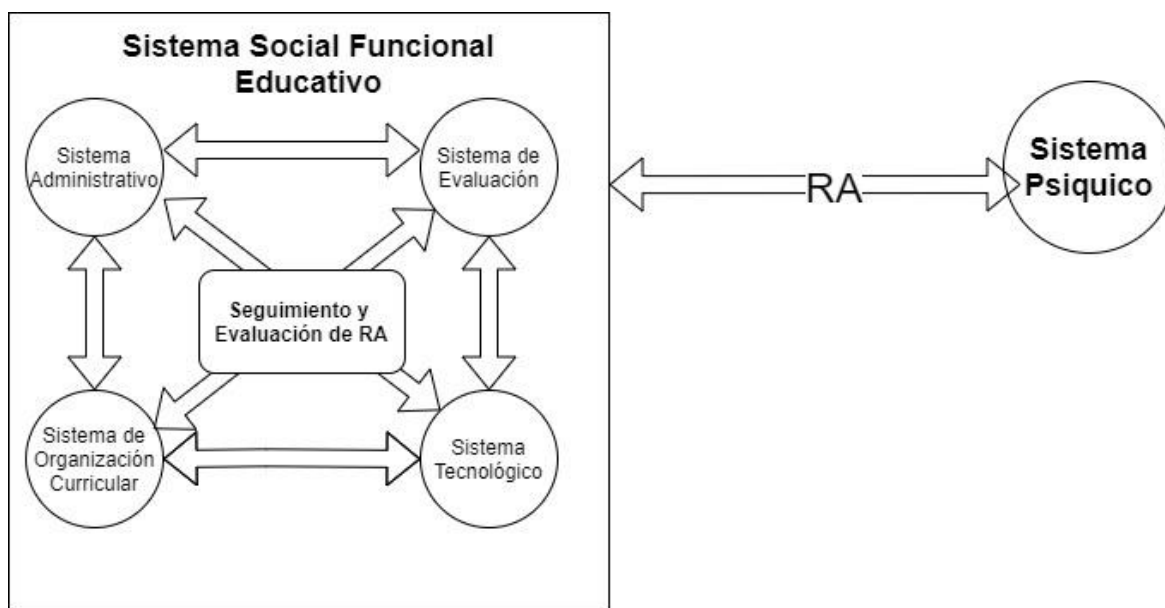 Sistema Social Funcional
Educativo
Sistema
Administrativo
Sistema de
Evaluación
Seguimiento y
Evaluación de RA
Sistema de
Organización
Curricular
Sistema
Tecnológico
RA
Sistema
Psiquico